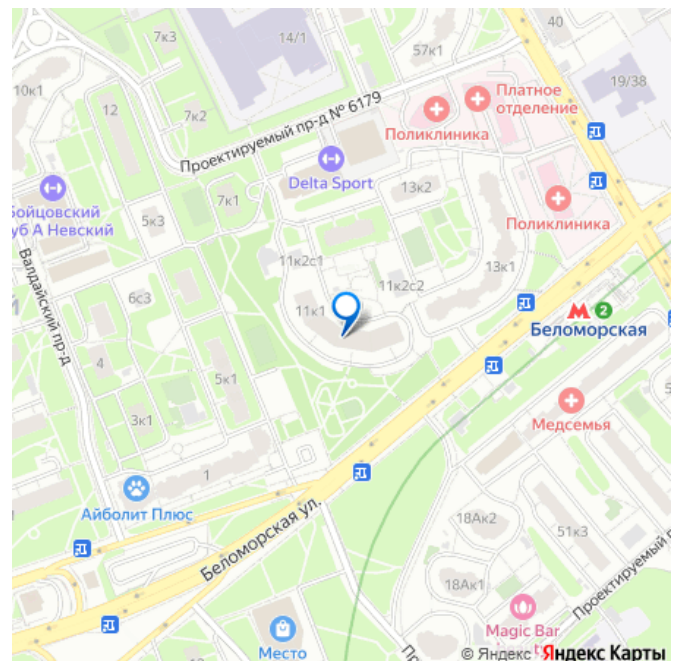 7к3
14/1
57к1
40
10к1
12
7к2
Проектируемый пр-д № 6179
Платное
отделение
19/38
Поликлиника
Delta Sport
13к2
Бойцовский
уб А Невский
7к1
5к3
Поликлиника
11к2с1
11к2с2
13к1
6с3
11к1
М 2
Беломорская
Валдайский пр-д
4
5к1
3к1
Медсемья
1
Айболит Плюс
Беломорская ул.
18Ак2
51к3
18Ак1
Проектируемый п
Magic Bar
Место
© Яндекс Яндекс Карты